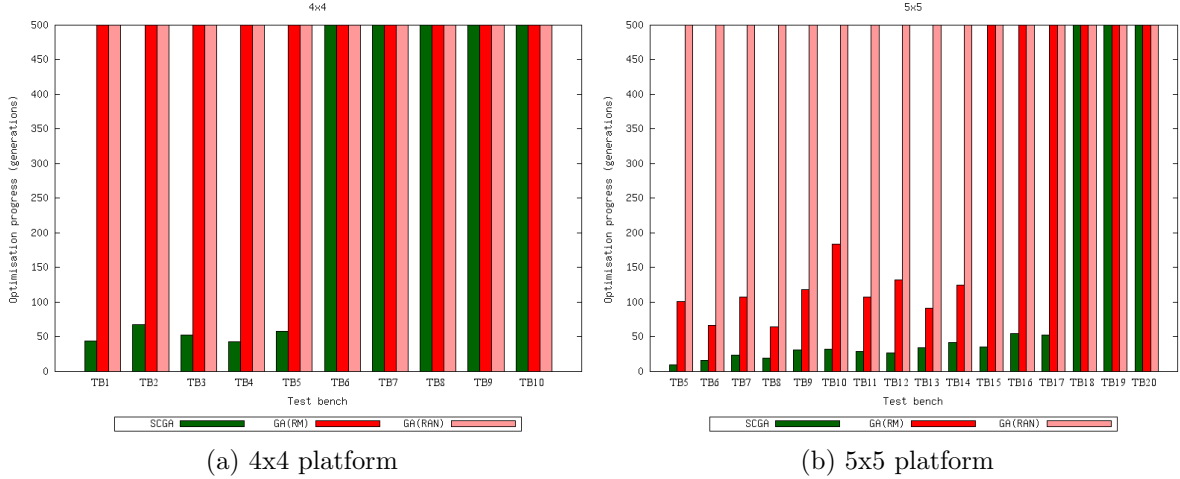 4x4
Optimisation progress (generations)
500
450
400
350
300
250
200
150
100
50
0
TB1 TB2 TB3 TB4 TB5 TB6 TB7 TB8 TB9 TB10
Test bench
SCGA GA(RM) GA(RAN)
(a) 4x4 platform
5x5
Optimisation progress (generations)
500
450
400
350
300
250
200
150
100
50
0
TB5 TB6 TB7 TB8 TB9 TB10 TB11 TB12 TB13 TB14 TB15 TB16 TB17 TB18 TB19 TB20
Test bench
SCGA GA(RM) GA(RAN)
(b) 5x5 platform